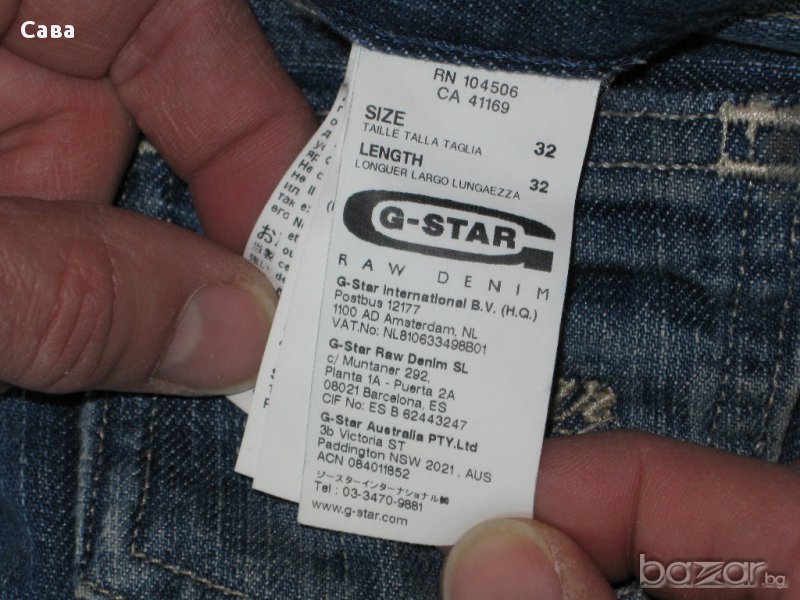 Сава
RN 104506
CA 41169
SIZE
TAILLE TALLA TAGLIA 32
LENGTH
LONGUER LARGO LUNGAEZZA 32
G-STAR
RAW DENIM
G-Star international B.V. (H.Q.)
Postbus 12177
1100 AD Amsterdam, NL
VAT.No: NL810633498B01
G-Star Raw Denim SL
c/ Muntaner 292,
Planta 1A - Puerta 2A
08021 Barcelona, ES
CIF No: ES B 62443247
G-Star Australia PTY.Ltd
3b Victoria ST
Paddington NSW 2021 . AUS
ACN 084011852
ジースターインターナショナル㈱
Tel : 03-3470-9881
www.g-star.com
bazar.bg